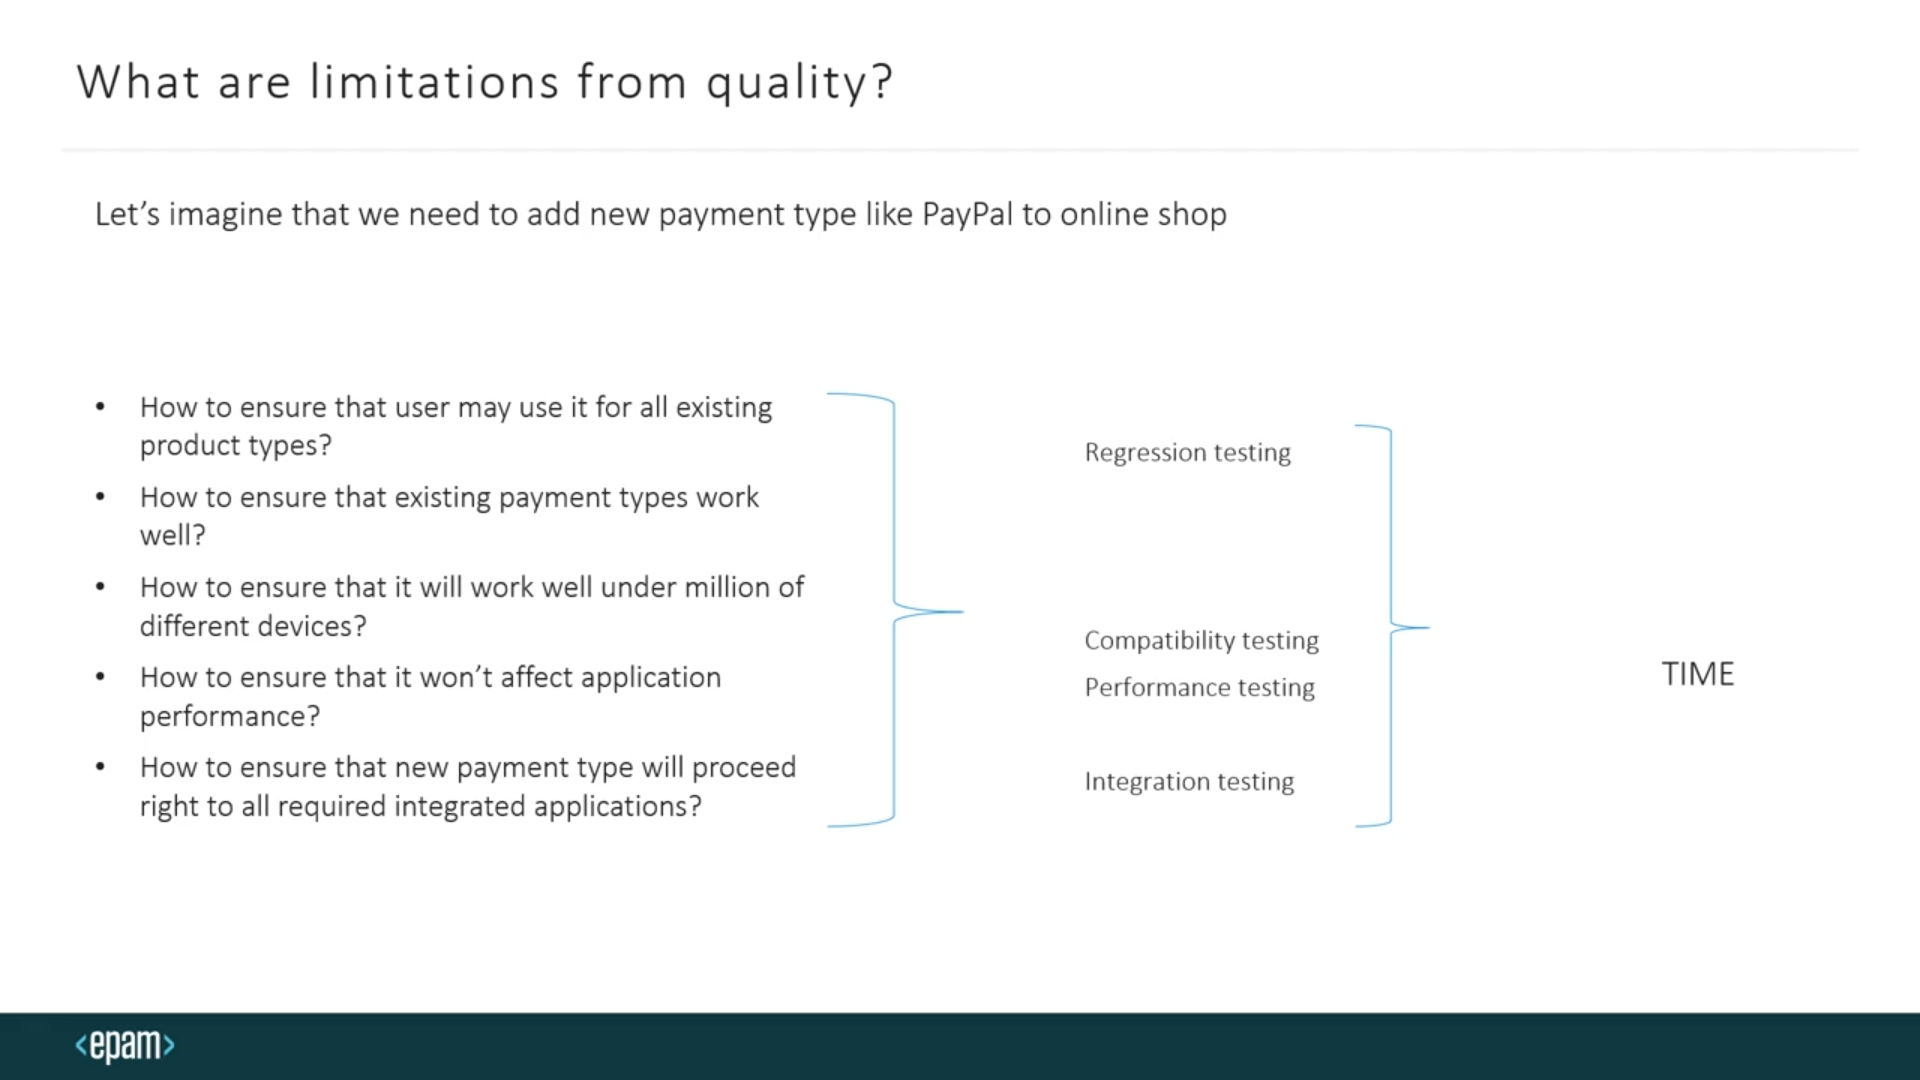 What are limitations from quality?
Let’s imagine that we need to add new payment type like PayPal to online shop
• How to ensure that user may use it for all existing
product types?
• How to ensure that existing payment types work
well?
• How to ensure that it will work well under million of
different devices?
• How to ensure that it won’t affect application
performance?
• How to ensure that new payment type will proceed
right to all required integrated applications?
Regression testing
Compatibility testing
Performance testing
Integration testing
TIME
<epam>